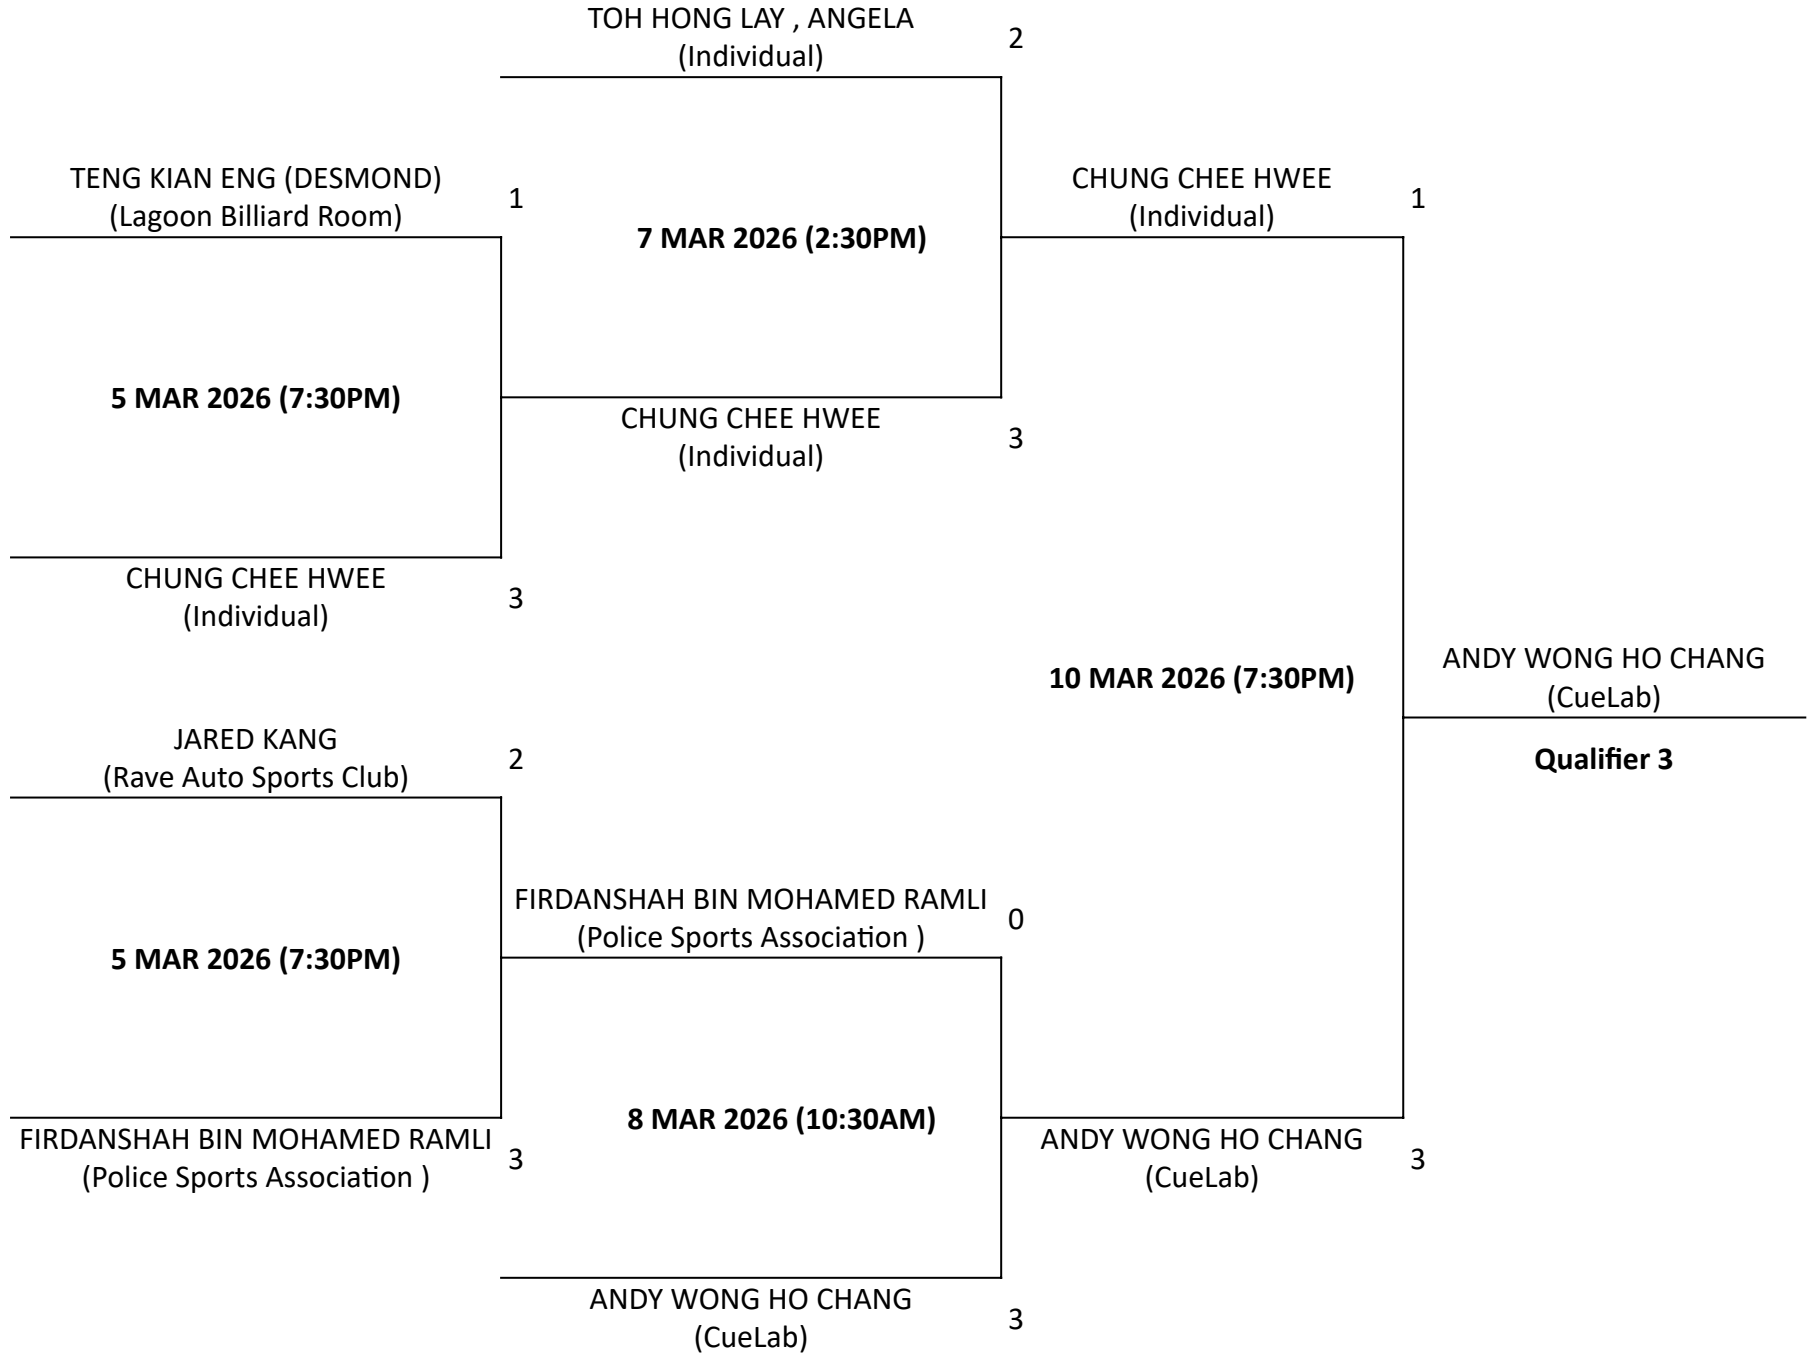 TOH HONG LAY , ANGELA
(Individual)
2
TENG KIAN ENG (DESMOND)
(Lagoon Billiard Room)
1
CHUNG CHEE HWEE
(Individual)
1
7 MAR 2026 (2:30PM)
5 MAR 2026 (7:30PM)
CHUNG CHEE HWEE
(Individual)
3
CHUNG CHEE HWEE
(Individual)
3
10 MAR 2026 (7:30PM)
ANDY WONG HO CHANG
(CueLab)
Qualifier 3
JARED KANG
(Rave Auto Sports Club)
2
FIRDANSHAH BIN MOHAMED RAMLI
(Police Sports Association )
0
5 MAR 2026 (7:30PM)
8 MAR 2026 (10:30AM)
FIRDANSHAH BIN MOHAMED RAMLI
(Police Sports Association )
3
ANDY WONG HO CHANG
(CueLab)
3
ANDY WONG HO CHANG
(CueLab)
3